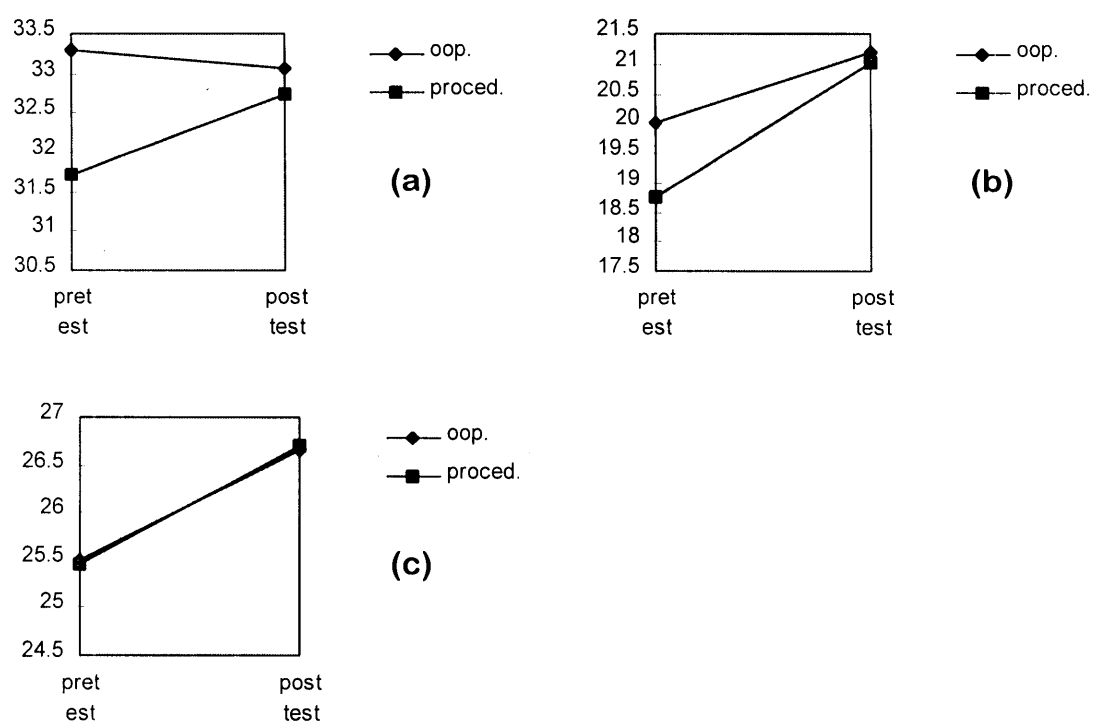 33.5
33
32.5
32
31.5
31
30.5
pret
est
post
test
oop.
proced.
(a)
21.5
21
20.5
20
19.5
19
18.5
18
17.5
pret
est
post
test
oop.
proced.
(b)
27
26.5
26
25.5
25
24.5
pret
est
post
test
oop.
proced.
(c)